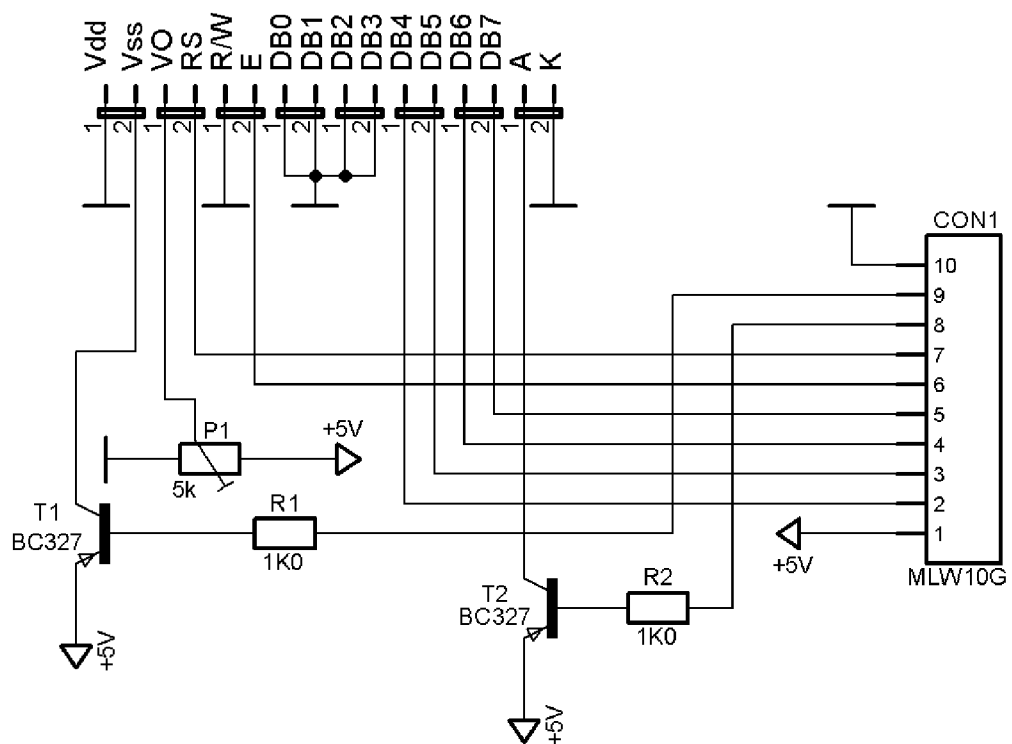 Vdd Vss VO RS R/W E DB0 DB1 DB2 DB3 DB4 DB5 DB6 DB7 A K
1 2 1 2 1 2 1 2 1 2 1 2 1 2 1 2
CON1
10
9
8
7
6
5
4
3
2
1
+5V
MLW10G
P1
5k
+5V
T1
BC327
R1
1K0
+5V
T2
BC327
R2
1K0
+5V